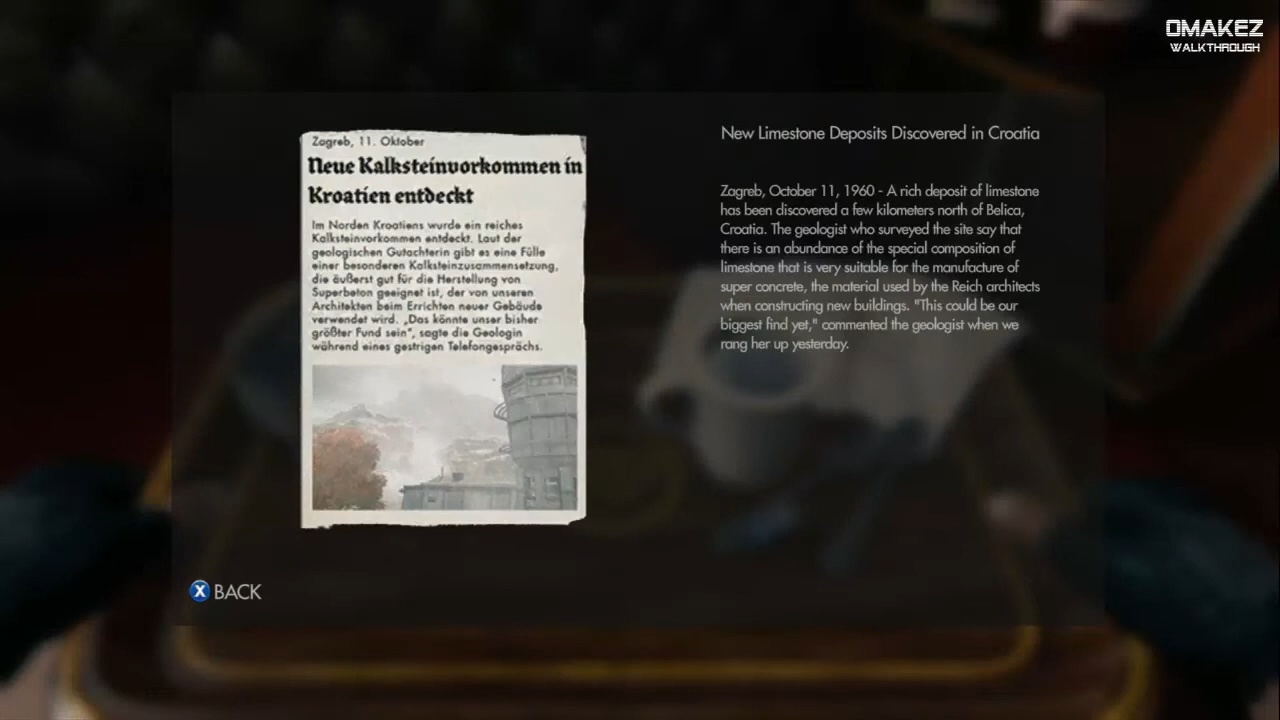 OMAKEZ
WALKTHROUGH
Zagreb, 11. Oktober
Neue Kalksteinvorkommen in
Kroatien entdeckt
Im Norden Kroatiens wurde ein reiches
Kalksteinvorkommen entdeckt. Laut der
geologischen Gutachterin gibt es eine Fülle
einer besonderen Kalksteinzusammensetzung,
die äußerst gut für die Herstellung von
Superbeton geeignet ist, der von unseren
Architekten beim Errichten neuer Gebäude
verwendet wird. „Das könnte unser bisher
größter Fund sein“, sagte die Geologin
während eines gestrigen Telefongesprächs.
New Limestone Deposits Discovered in Croatia
Zagreb, October 11, 1960 - A rich deposit of limestone
has been discovered a few kilometers north of Belica,
Croatia. The geologist who surveyed the site say that
there is an abundance of the special composition of
limestone that is very suitable for the manufacture of
super concrete, the material used by the Reich architects
when constructing new buildings. "This could be our
biggest find yet," commented the geologist when we
rang her up yesterday.
X BACK